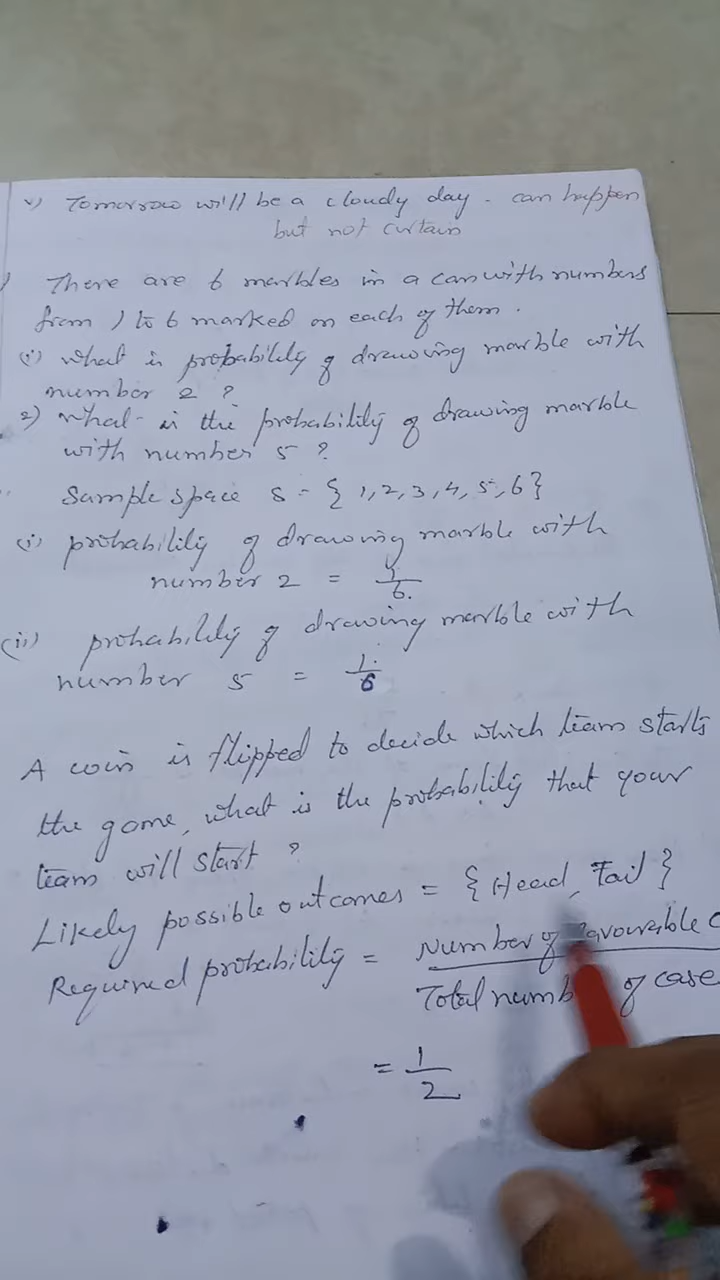 v) Tomorrow will be a cloudy day - can happen
but not curtain
There are 6 marbles in a can with numbers
from 1 to 6 marked on each of them.
(i) what is probability of drawing marble with
number 2 ?
2) what is the probability of drawing marble
with number 5 ?
Sample space S - { 1, 2, 3, 4, 5, 6 }
(i) probability of drawing marble with
number 2 = 1/6.
(ii) probability of drawing marble with
number 5 = 1/6
A coin is flipped to decide which team starts
the game, what is the probability that your
team will start ?
Likely possible outcomes = { Head, Tail }
Required probability = Number of favourable
Total number of case
= 1/2